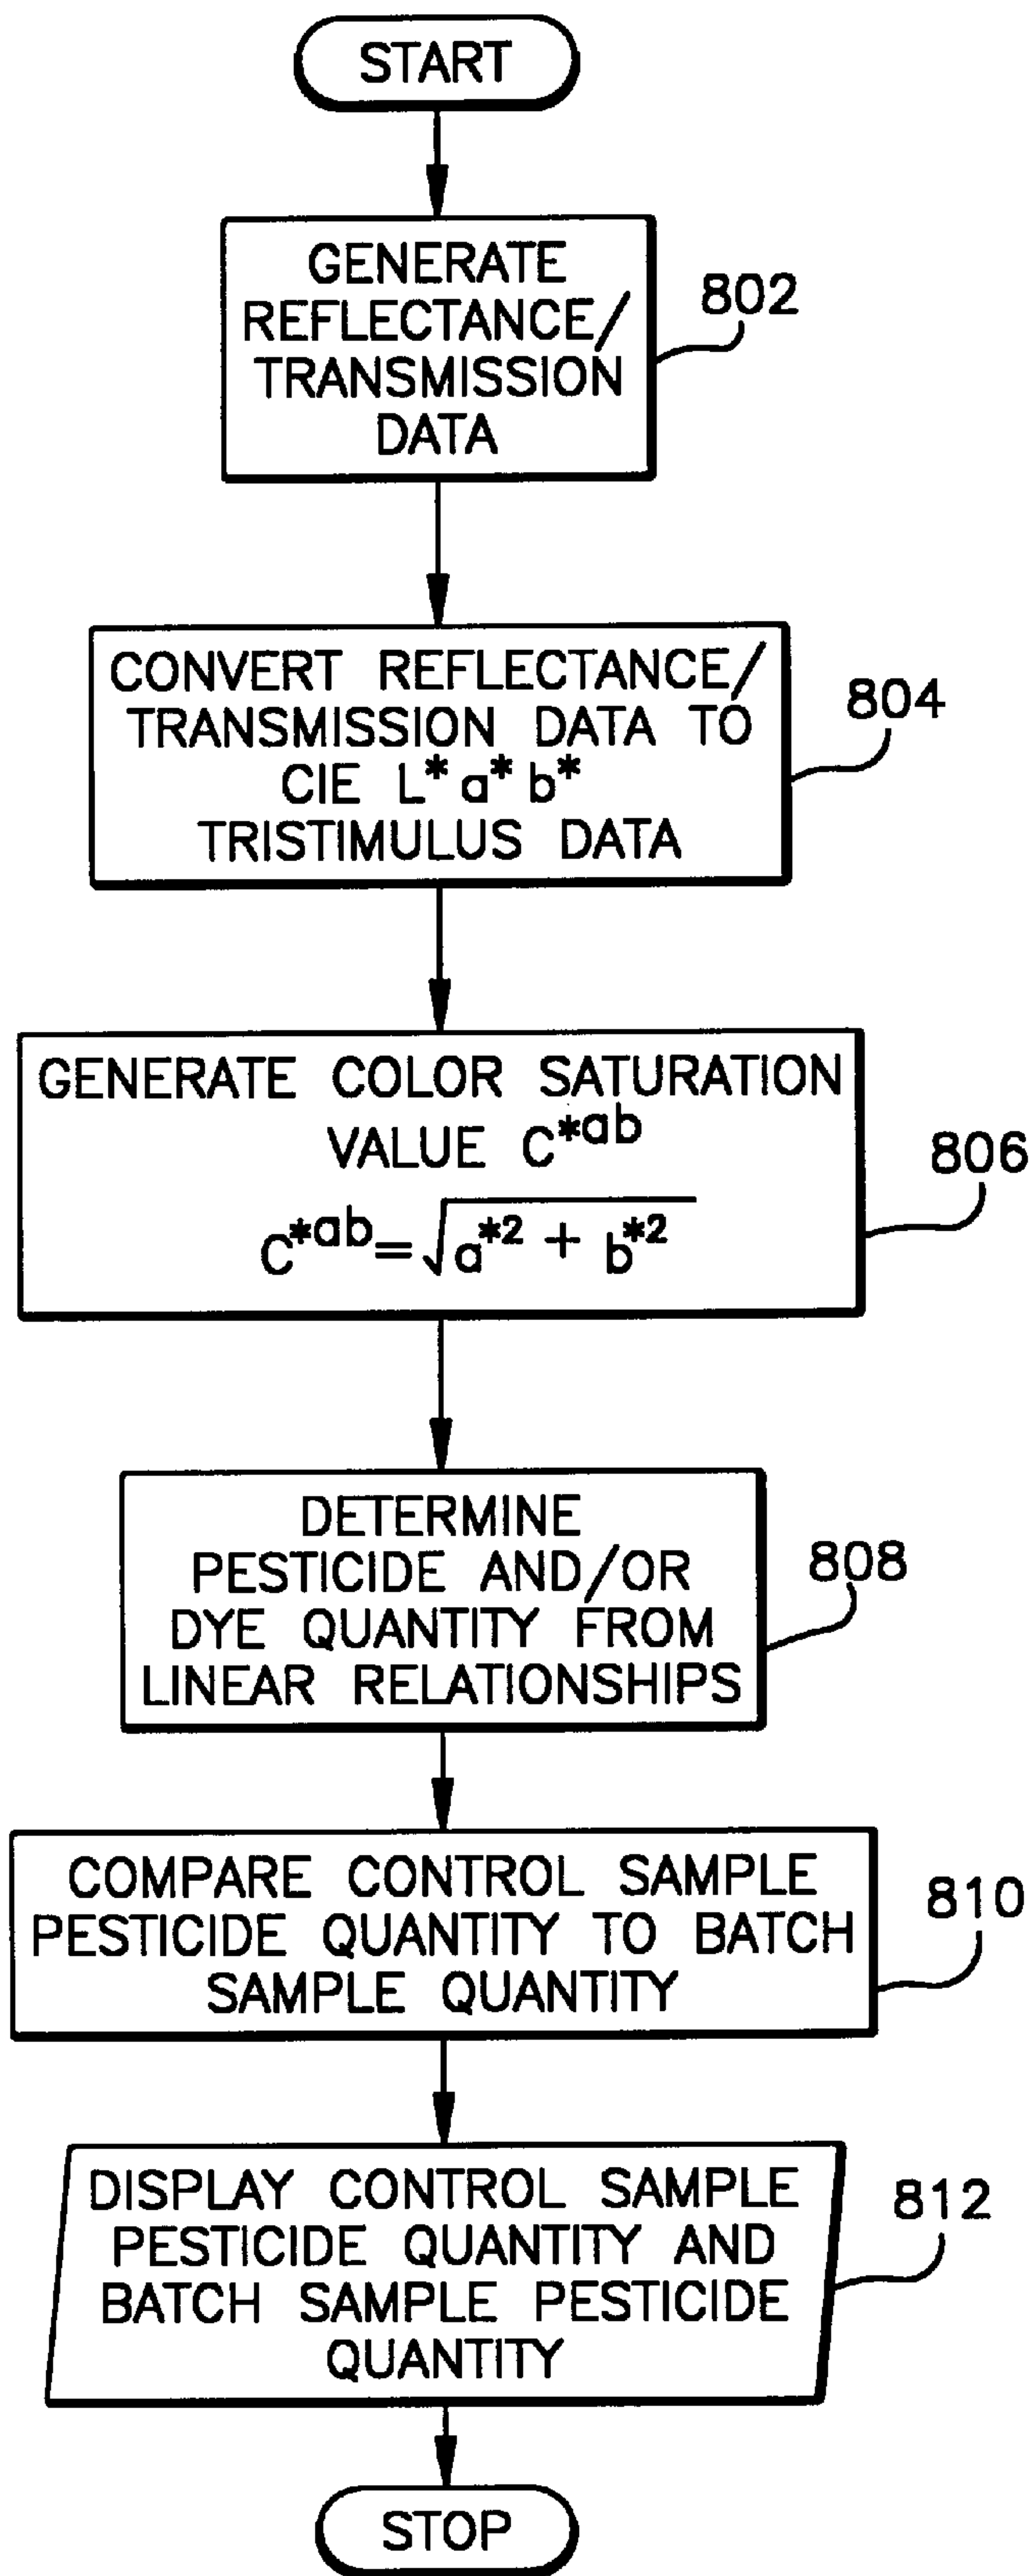 START
GENERATE
REFLECTANCE/
TRANSMISSION
DATA
802
CONVERT REFLECTANCE/
TRANSMISSION DATA TO
CIE L* a* b*
TRISTIMULUS DATA
804
GENERATE COLOR SATURATION
VALUE C*ab
C*ab=√a*2 + b*2
806
DETERMINE
PESTICIDE AND/OR
DYE QUANTITY FROM
LINEAR RELATIONSHIPS
808
COMPARE CONTROL SAMPLE
PESTICIDE QUANTITY TO BATCH
SAMPLE QUANTITY
810
DISPLAY CONTROL SAMPLE
PESTICIDE QUANTITY AND
BATCH SAMPLE PESTICIDE
QUANTITY
812
STOP